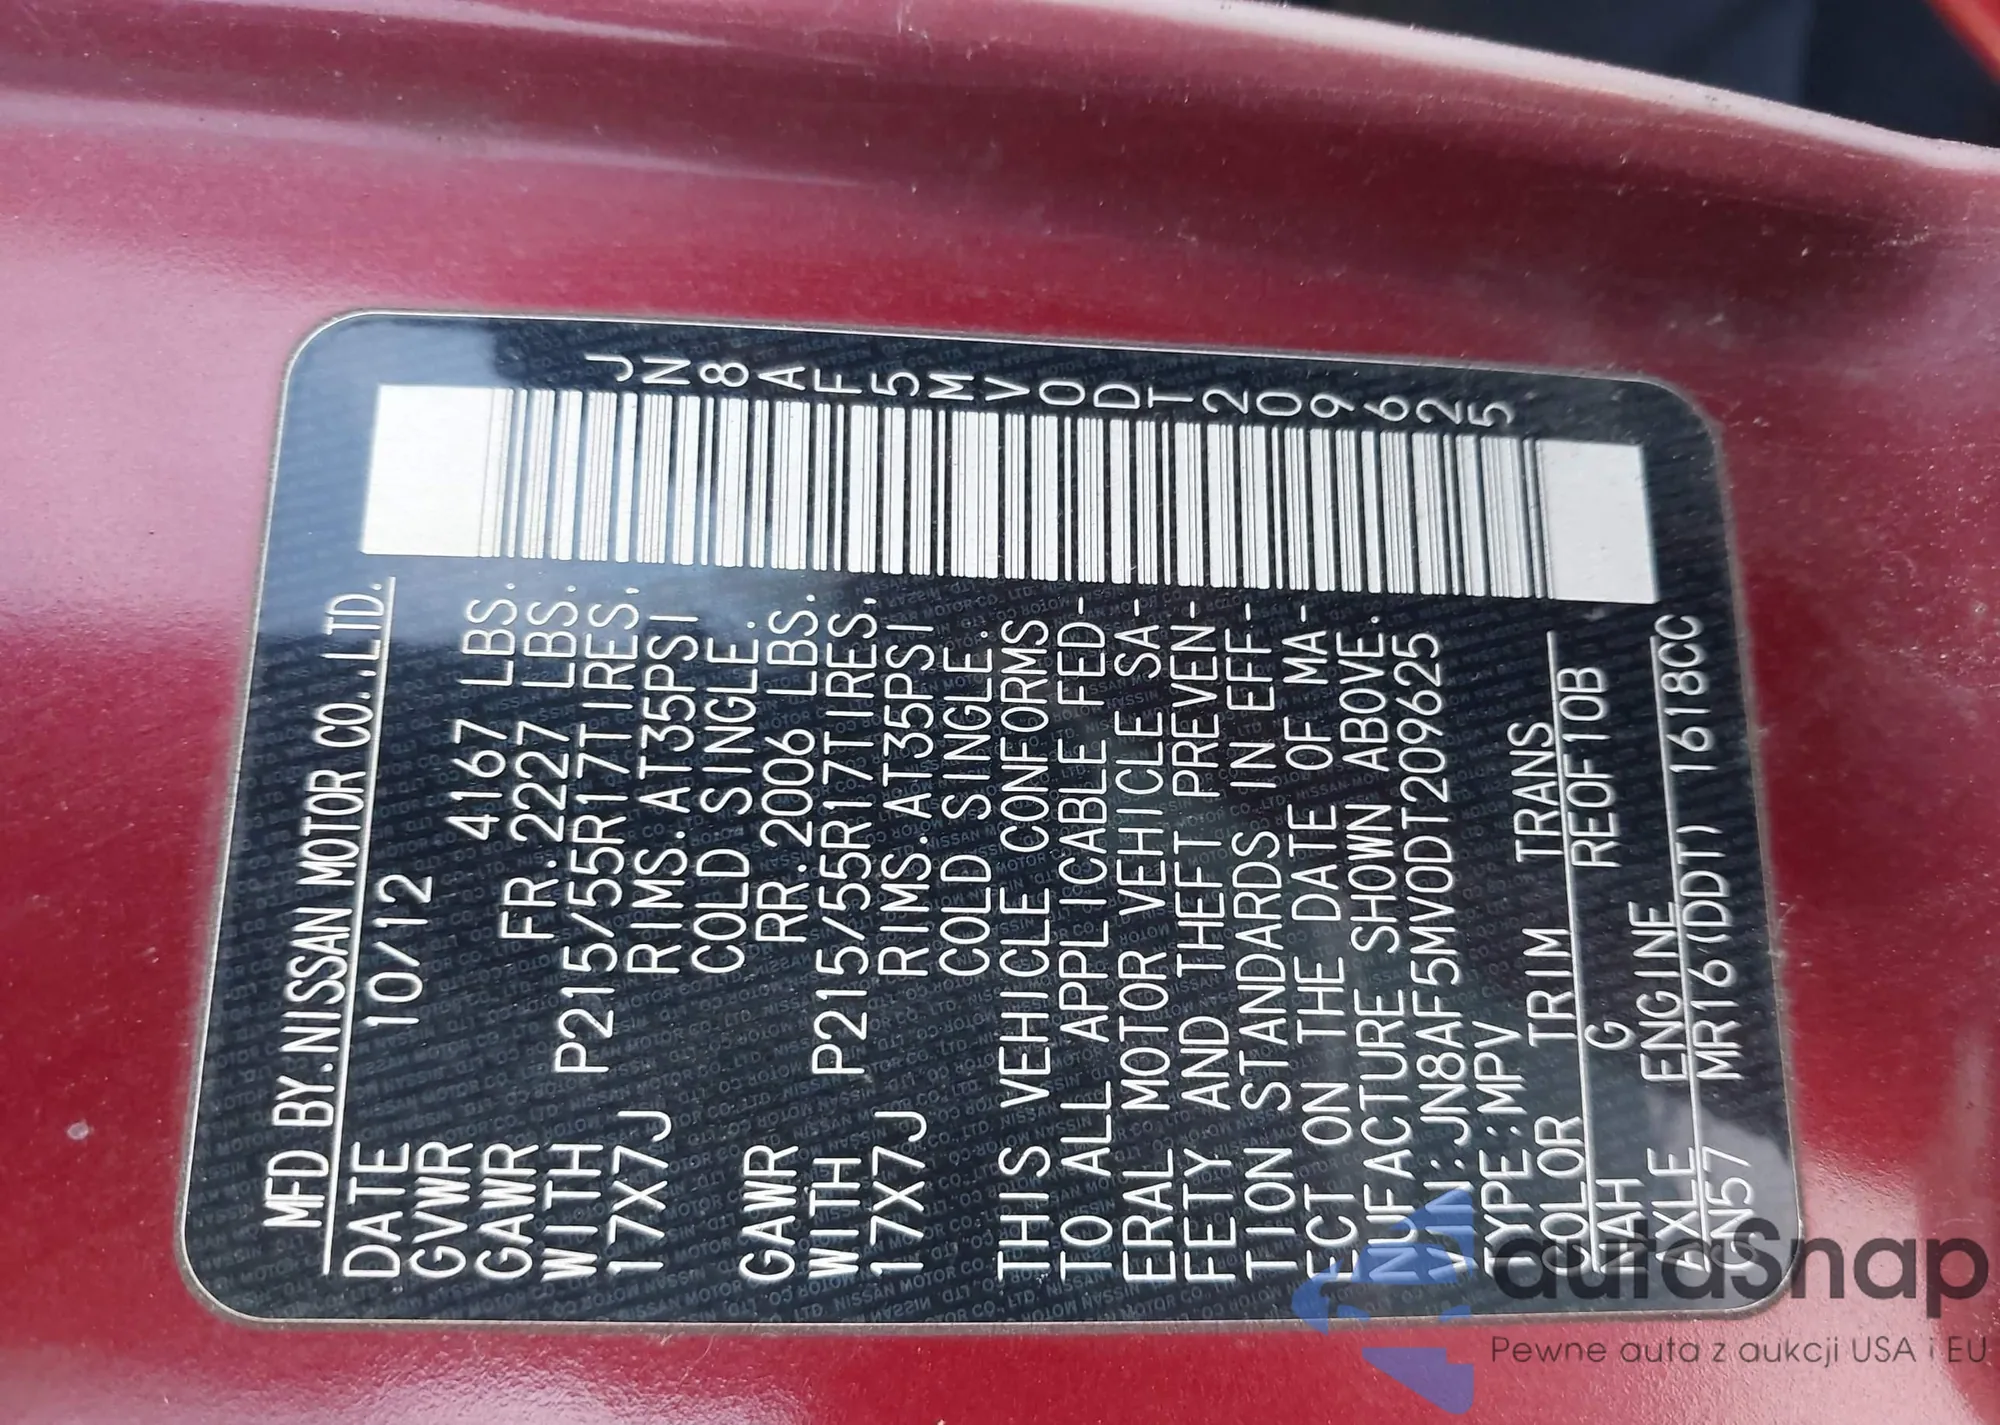 MFD BY.NISSAN MOTOR CO.,LTD.
DATE 10/12
GVWR 4167 LBS.
GAWR FR.2227 LBS.
WITH P215/55R17TIRES,
17X7J RIMS.AT35PSI
COLD SINGLE.
GAWR RR.2006 LBS.
WITH P215/55R17TIRES,
17X7J RIMS.AT35PSI
COLD SINGLE.
THIS VEHICLE CONFORMS
TO ALL APPLICABLE FED-
ERAL MOTOR VEHICLE SA-
FETY AND THEFT PREVEN-
TION STANDARDS IN EFF-
ECT ON THE DATE OF MA-
NUFACTURE SHOWN ABOVE.
VIN:JN8AF5MV0DT209625
TYPE:MPV
COLOR TRIM TRANS
NAH G RE0F10B
AXLE ENGINE
GN57 MR16(DDT) 1618CC
JN8AF5MV0DT209625
autoSnap
Pewne auta z aukcji USA i EU